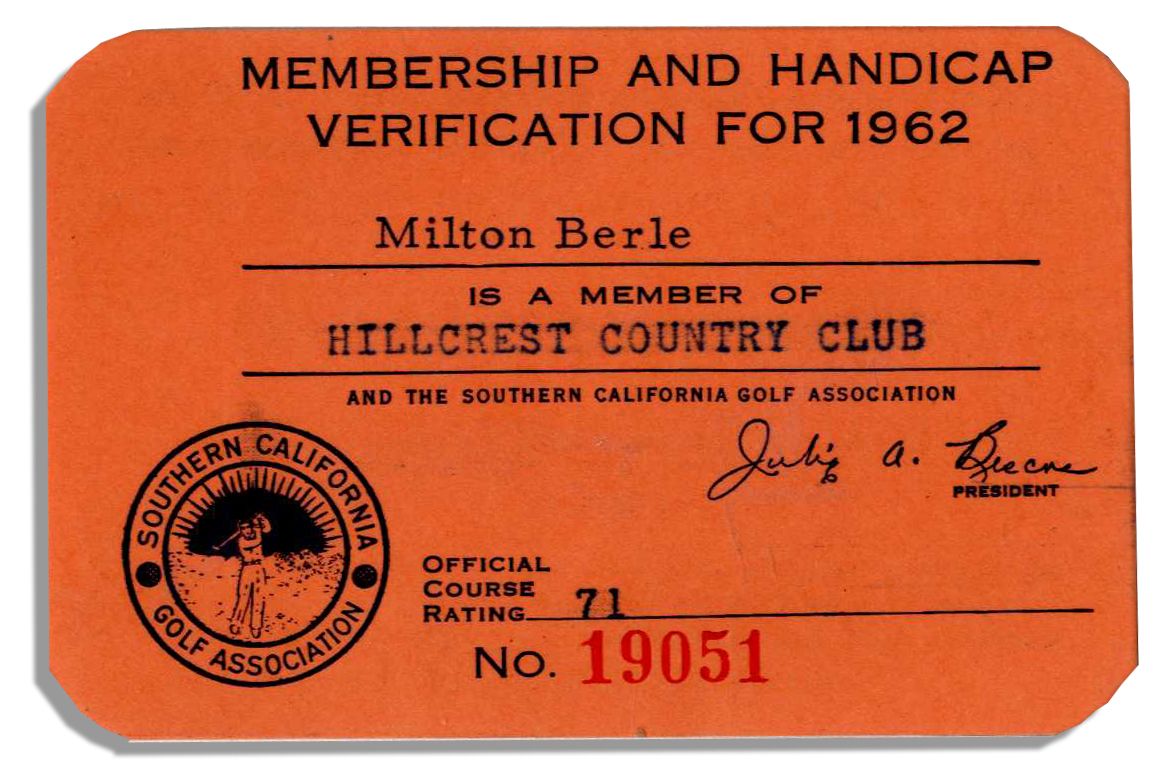 MEMBERSHIP AND HANDICAP
VERIFICATION FOR 1962
Milton Berle
IS A MEMBER OF
HILLCREST COUNTRY CLUB
AND THE SOUTHERN CALIFORNIA GOLF ASSOCIATION
A.
PRESIDENT
SOUTHERN CALIFORNIA
GOLF ASSOCIATION
OFFICIAL
COURSE
RATING 71
No. 19051